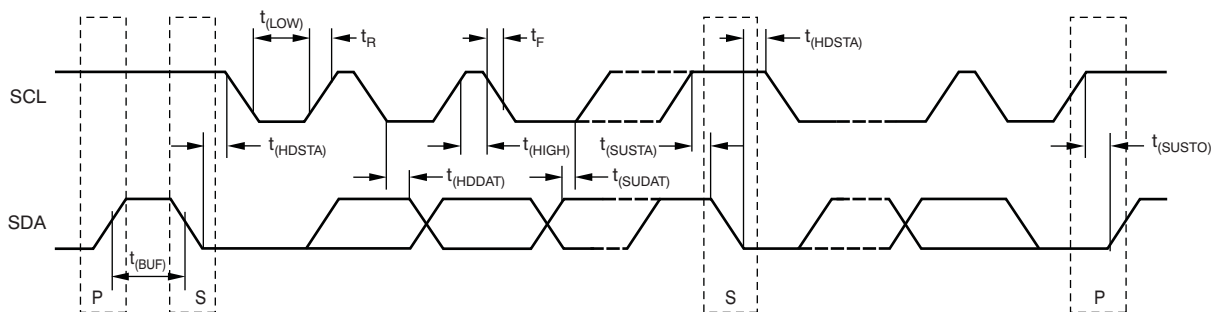 t(LOW)
tR
tF
t(HDSTA)
SCL
t(HDSTA)
t(HIGH)
t(SUSTA)
t(SUSTO)
t(HDDAT)
t(SUDAT)
SDA
t(BUF)
P
S
S
P